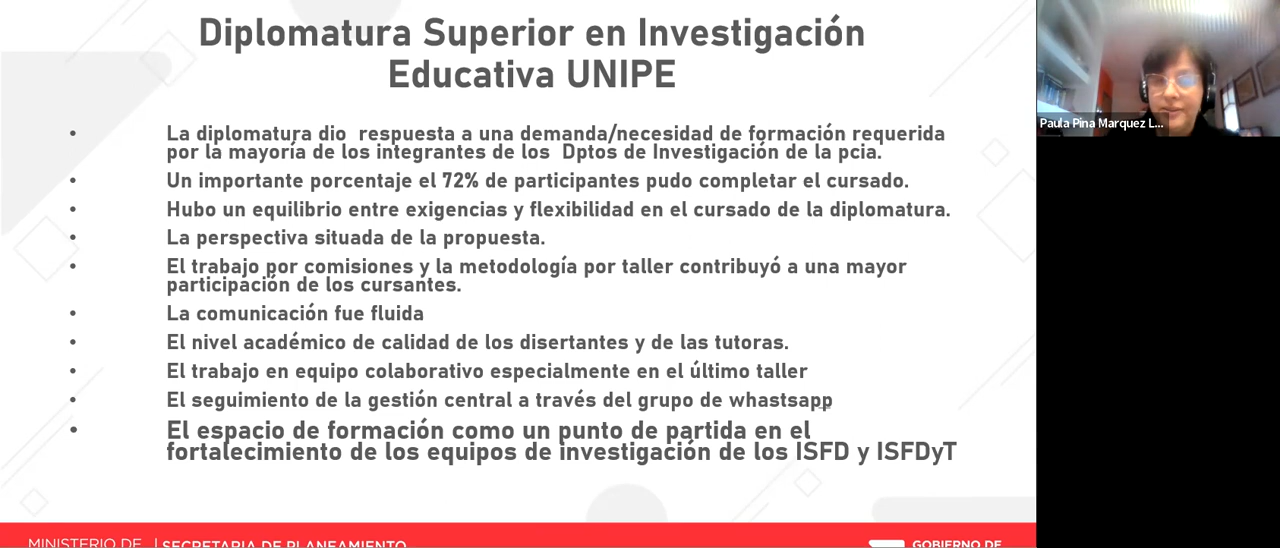 Diplomatura Superior en Investigación
Educativa UNIPE
• La diplomatura dio respuesta a una demanda/necesidad de formación requerida
por la mayoría de los integrantes de los Dptos de Investigación de la pcia.
• Un importante porcentaje el 72% de participantes pudo completar el cursado.
• Hubo un equilibrio entre exigencias y flexibilidad en el cursado de la diplomatura.
• La perspectiva situada de la propuesta.
• El trabajo por comisiones y la metodología por taller contribuyó a una mayor
participación de los cursantes.
• La comunicación fue fluida
• El nivel académico de calidad de los disertantes y de las tutoras.
• El trabajo en equipo colaborativo especialmente en el último taller
• El seguimiento de la gestión central a través del grupo de whastsapp
• El espacio de formación como un punto de partida en el
fortalecimiento de los equipos de investigación de los ISFD y ISFDyT
MINISTERIO DE | SECRETARIA DE PLANEAMIENTO
GOBIERNO DE
Paula Pina Marquez L...